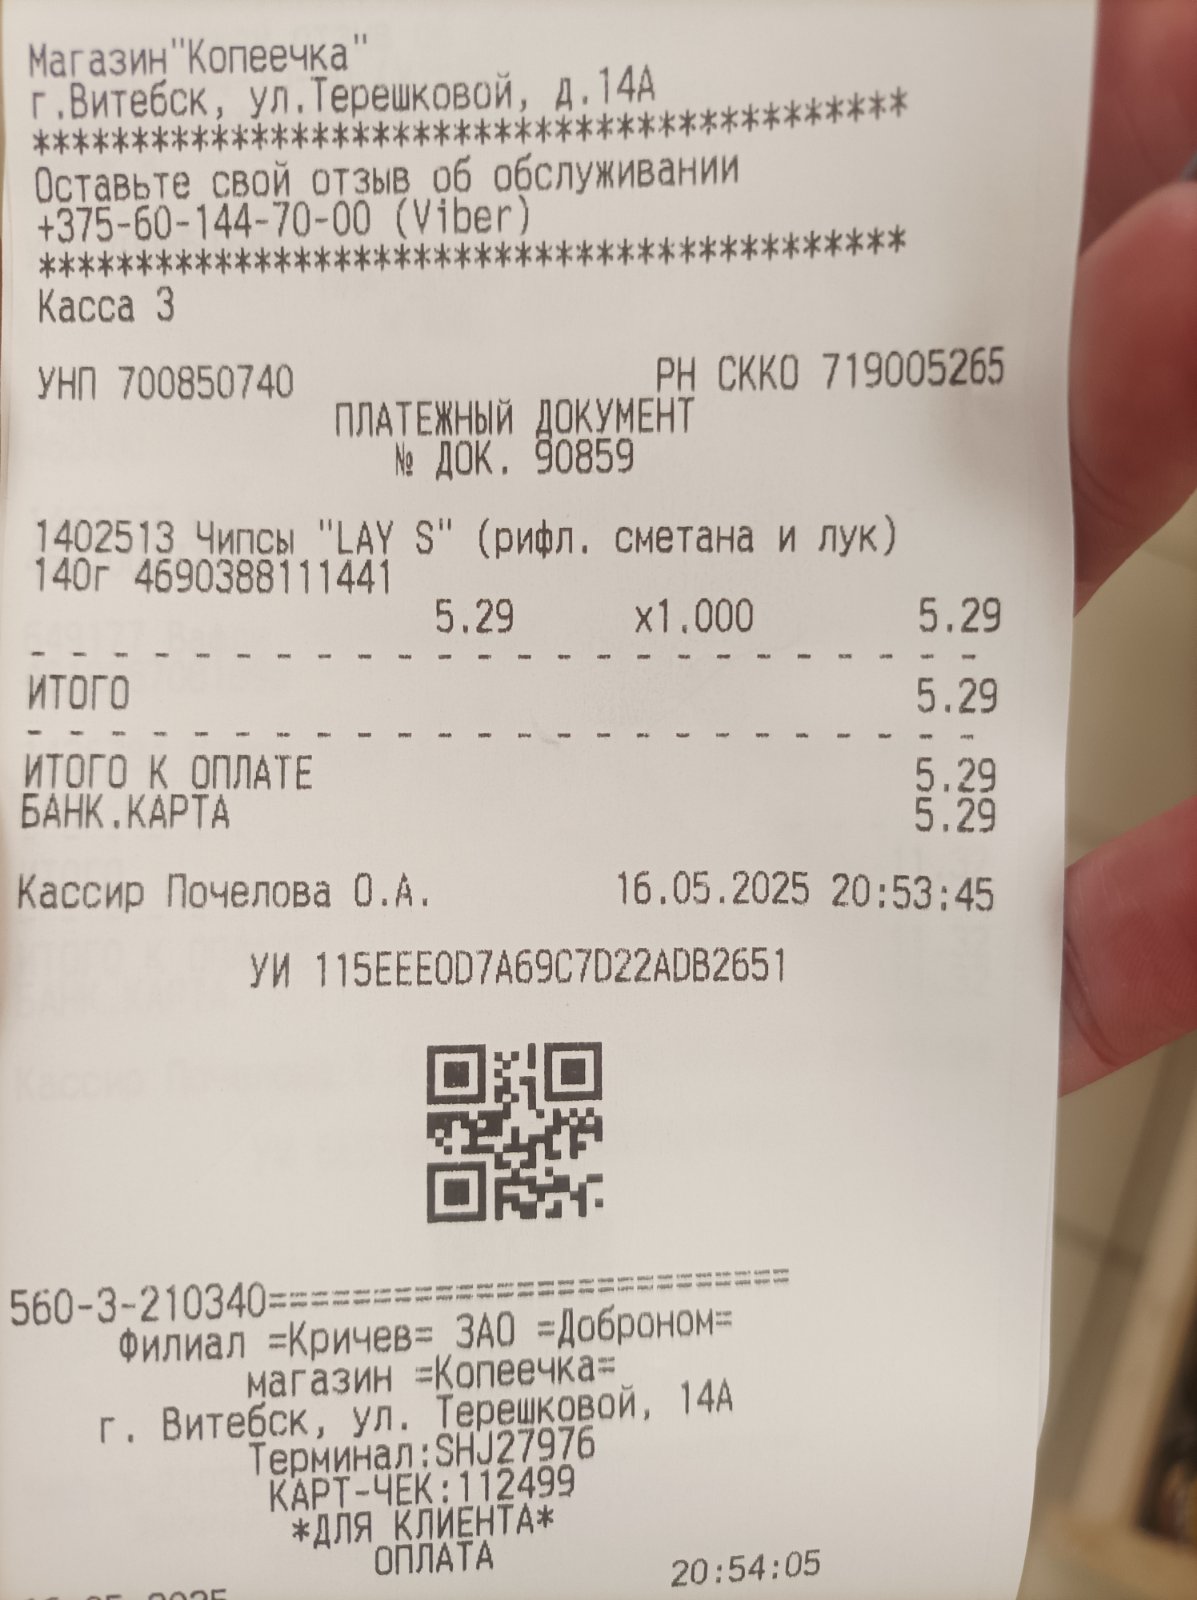 Магазин"Копеечка"
г.Витебск, ул.Терешковой, д.14А
********************************************
Оставьте свой отзыв об обслуживании
+375-60-144-70-00 (Viber)
********************************************
Касса 3
УНП 700850740 РН СККО 719005265
ПЛАТЕЖНЫЙ ДОКУМЕНТ
№ ДОК. 90859
1402513 Чипсы "LAY S" (рифл. сметана и лук)
140г 4690388111441
5.29 x1.000 5.29
- - - - - - - - - - - - - - - - - - - - - - - -
ИТОГО 5.29
- - - - - - - - - - - - - - - - - - - - - - - -
ИТОГО К ОПЛАТЕ 5.29
БАНК.КАРТА 5.29
Кассир Почелова О.А. 16.05.2025 20:53:45
УИ 115EEE0D7A69C7D22ADB2651
560-3-210340==========================
Филиал =Кричев= ЗАО =Доброном=
магазин =Копеечка=
г. Витебск, ул. Терешковой, 14А
Терминал:SHJ27976
КАРТ-ЧЕК:112499
*ДЛЯ КЛИЕНТА*
ОПЛАТА
20:54:05